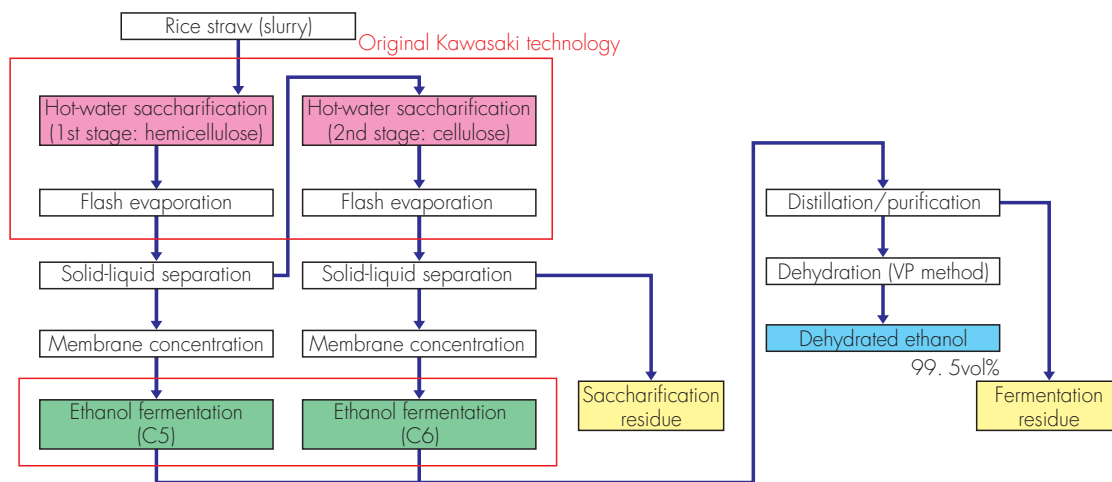 Rice straw (slurry)
Original Kawasaki technology
Hot-water saccharification
(1st stage: hemicellulose)
Hot-water saccharification
(2nd stage: cellulose)
Flash evaporation
Flash evaporation
Distillation/purification
Solid-liquid separation
Solid-liquid separation
Dehydration (VP method)
Membrane concentration
Membrane concentration
Dehydrated ethanol
99. 5vol%
Ethanol fermentation
(C5)
Ethanol fermentation
(C6)
Saccharification
residue
Fermentation
residue